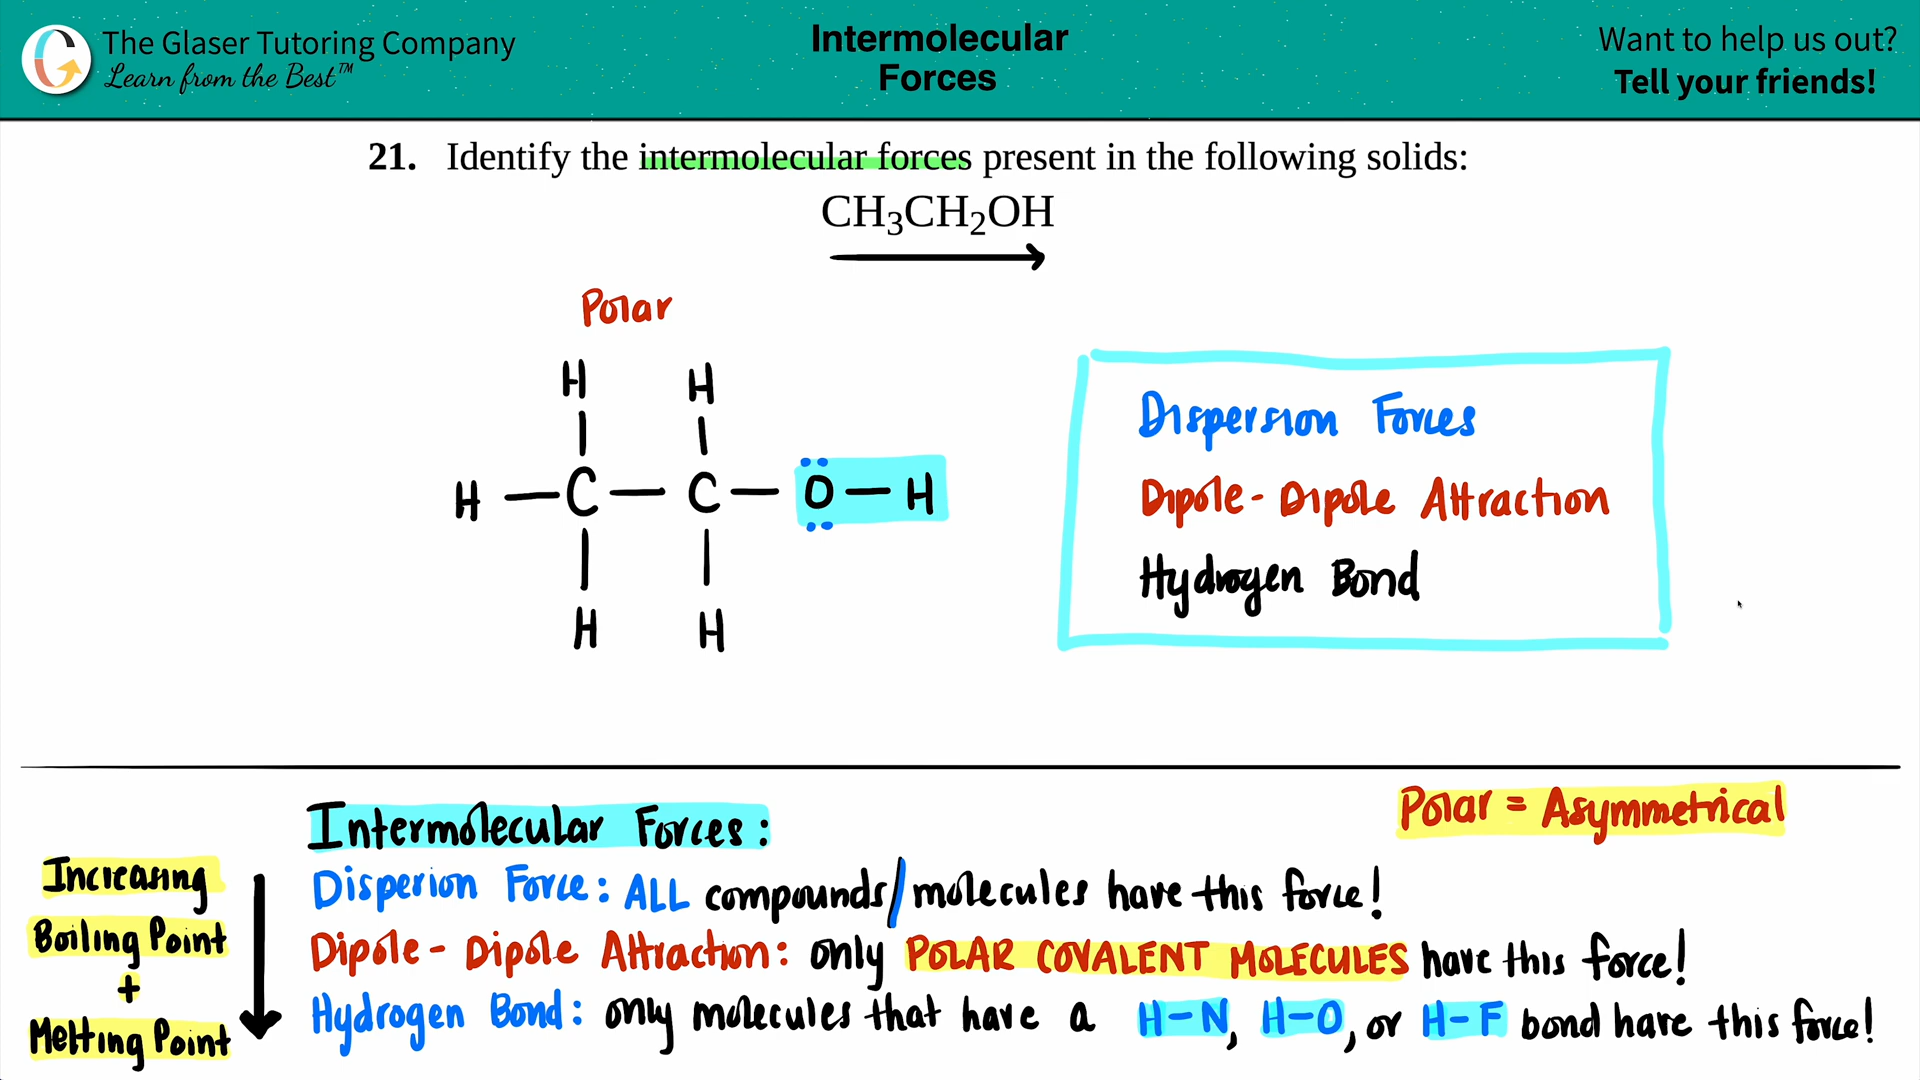 The Glaser Tutoring Company
Learn from the Best™
Intermolecular
Forces
Want to help us out?
Tell your friends!
21. Identify the intermolecular forces present in the following solids:
CH₃CH₂OH
Polar
H H
H — C — C — O — H
H H
Dispersion Forces
Dipole - Dipole Attraction
Hydrogen Bond
Polar = Asymmetrical
Intermolecular Forces:
Increasing
Boiling Point
+
Melting Point
Disperion Force: ALL compounds/molecules have this force!
Dipole - Dipole Attraction: only POLAR COVALENT MOLECULES have this force!
Hydrogen Bond: only molecules that have a H-N, H-O, or H-F bond have this force!